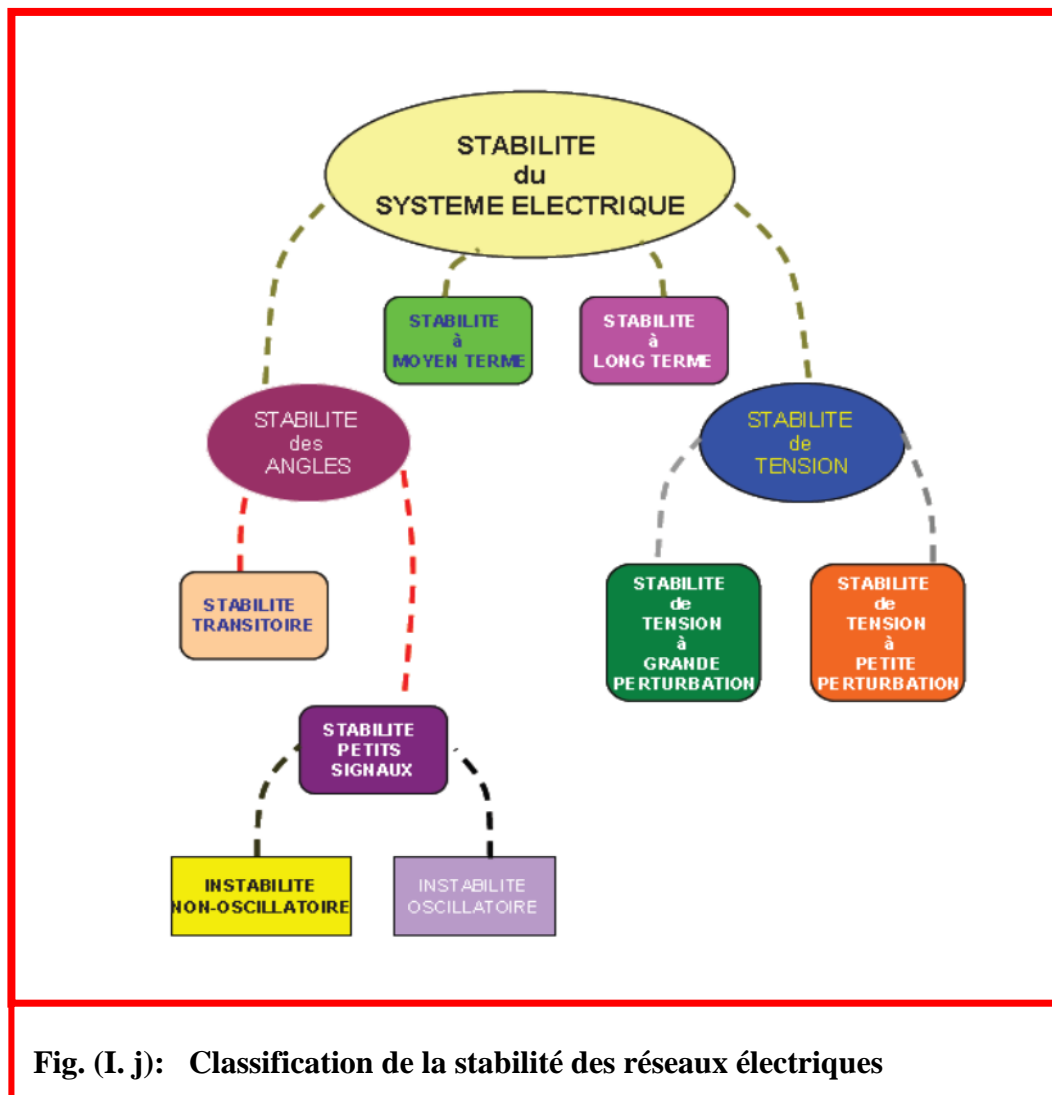 STABILITE
du
SYSTEME ELECTRIQUE
STABILITE
à
MOYEN TERME
STABILITE
à
LONG TERME
STABILITE
des
ANGLES
STABILITE
de
TENSION
STABILITE
TRANSITOIRE
STABILITE
de
TENSION
à
GRANDE
PERTURBATION
STABILITE
de
TENSION
à
PETITE
PERTURBATION
STABILITE
PETITS
SIGNAUX
INSTABILITE
NON-OSCILLATOIRE
INSTABILITE
OSCILLATOIRE
Fig. (I. j): Classification de la stabilité des réseaux électriques